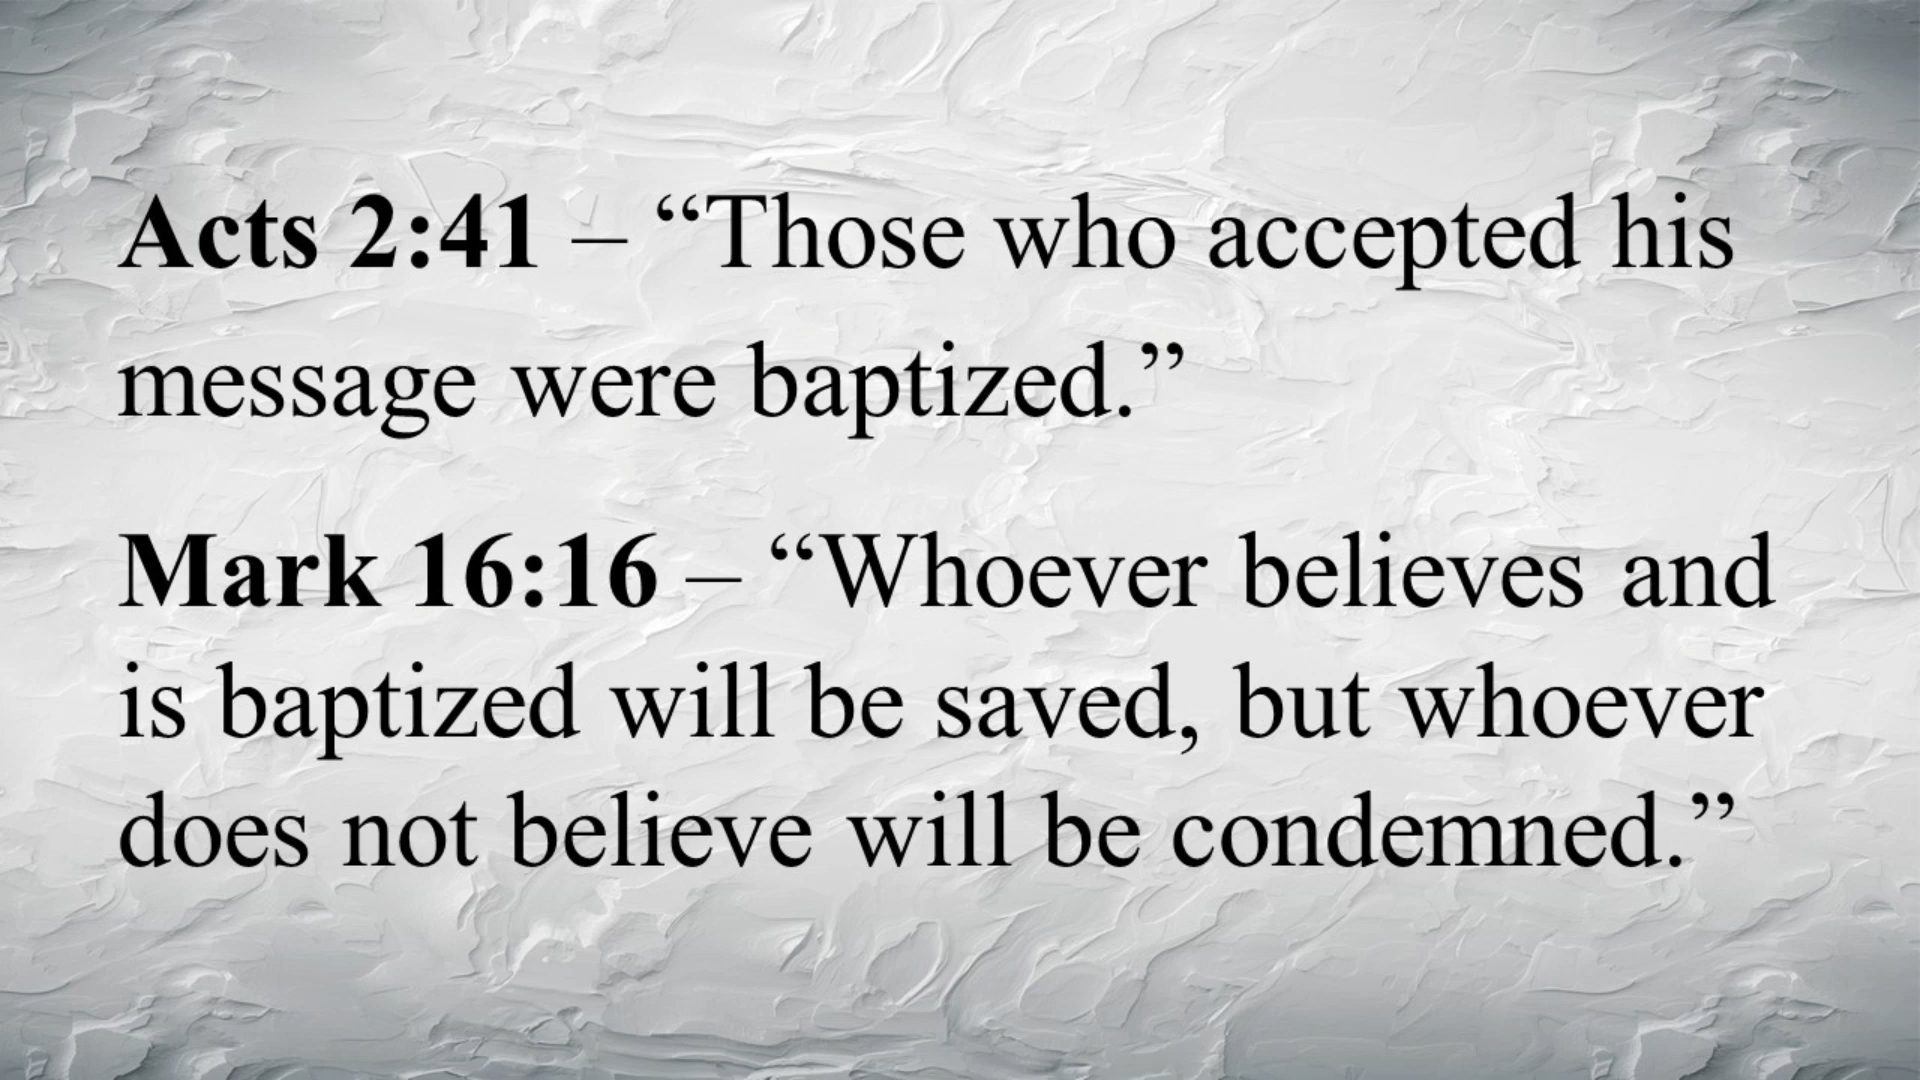 Acts 2:41 – “Those who accepted his
message were baptized.”
Mark 16:16 – “Whoever believes and
is baptized will be saved, but whoever
does not believe will be condemned.”